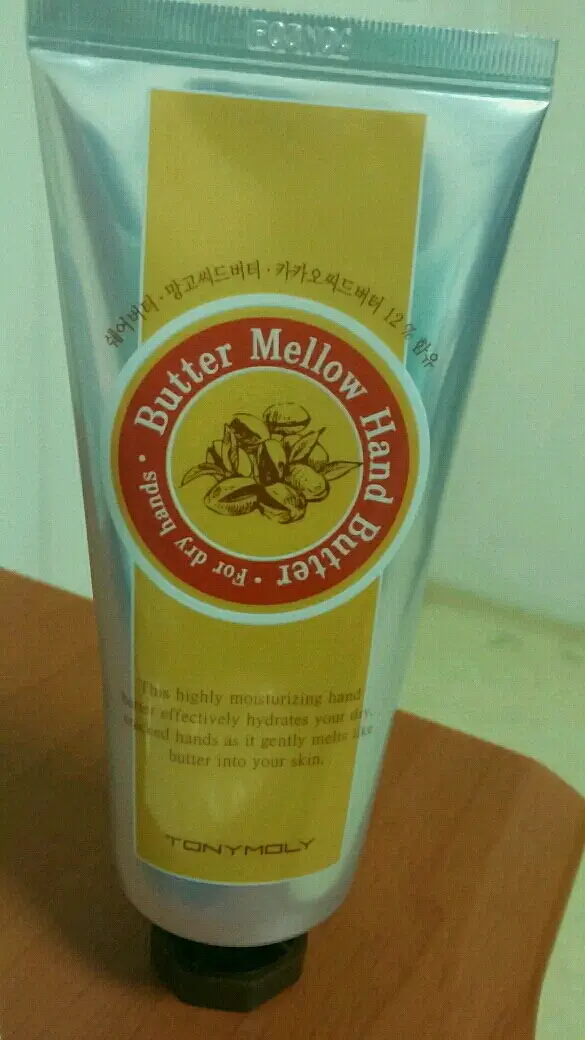 쉐어버터·망고씨드버터·카카오씨드버터 12% 함유
Butter Mellow Hand Butter · For dry hands ·
"This highly moisturizing hand
butter effectively hydrates your dry,
hands as it gently melts like
butter into your skin.
TONYMOLY